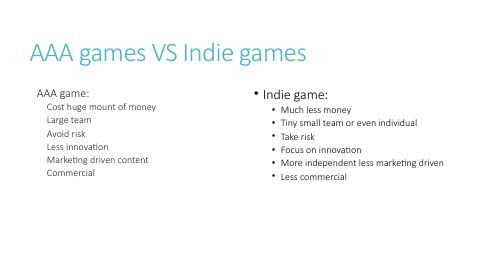 AAA games VS Indie games
AAA game:
Cost huge mount of money
Large team
Avoid risk
Less innovation
Marketing driven content
Commercial
• Indie game:
• Much less money
• Tiny small team or even individual
• Take risk
• Focus on innovation
• More independent less marketing driven
• Less commercial